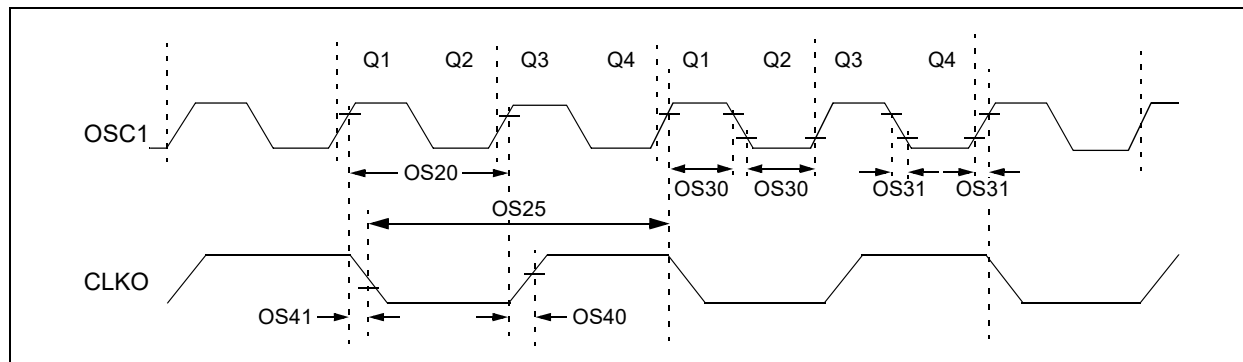 Q1 Q2 Q3 Q4 Q1 Q2 Q3 Q4
OSC1
OS20 OS30 OS30 OS31 OS31
OS25
CLKO
OS41 OS40